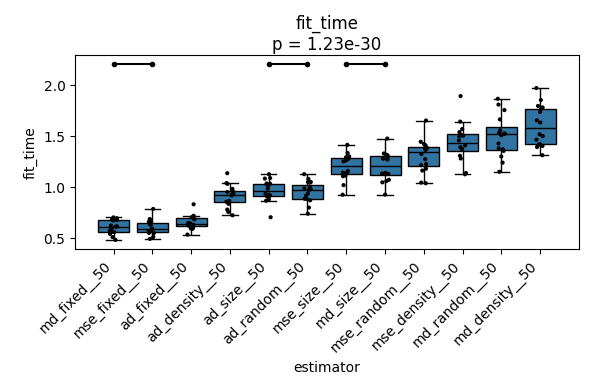 fit_time
p = 1.23e-30
2.0
1.5
1.0
0.5
fit_time
md_fixed__50
mse_fixed__50
ad_fixed__50
ad_density__50
ad_size__50
ad_random__50
mse_size__50
md_size__50
mse_random__50
mse_density__50
md_random__50
md_density__50
estimator